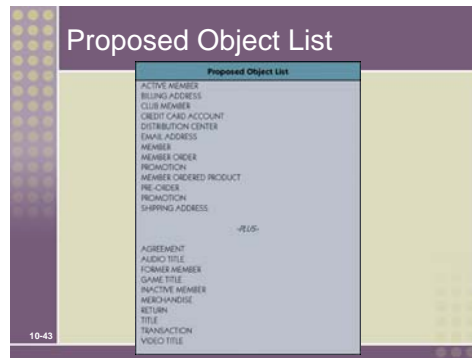 Proposed Object List
Proposed Object List
ACTIVE MEMBER
BILLING ADDRESS
CLUB MEMBER
CREDIT CARD ACCOUNT
DISTRIBUTION CENTER
EMAIL ADDRESS
MEMBER
MEMBER ORDER
PROMOTION
MEMBER ORDERED PRODUCT
PRE-ORDER
PROMOTION
SHIPPING ADDRESS
-PLUS-
AGREEMENT
AUDIO TITLE
FORMER MEMBER
GAME TITLE
INACTIVE MEMBER
MERCHANDISE
RETURN
TITLE
TRANSACTION
VIDEO TITLE
10-43